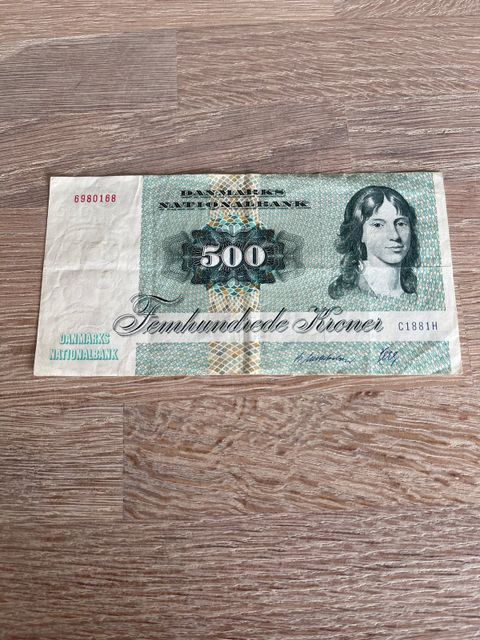 6980168
DANMARKS
NATIONALBANK
500
Femhundrede Kroner
C1881H
DANMARKS
NATIONALBANK